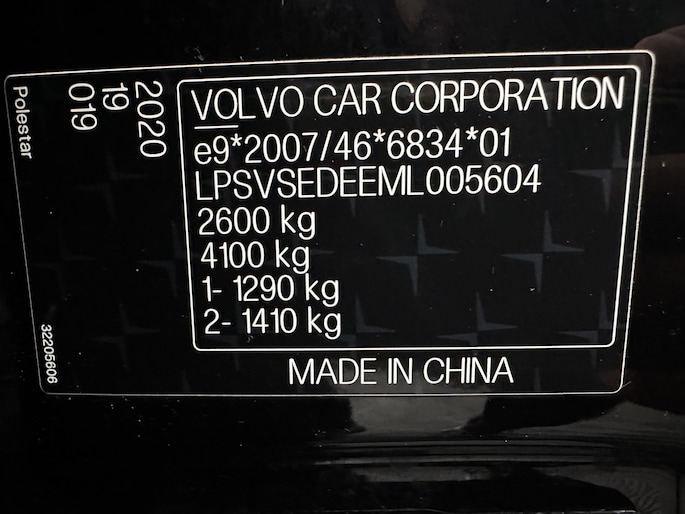 VOLVO CAR CORPORATION
e9*2007/46*6834*01
LPSVSEDEEML005604
2600 kg
4100 kg
1- 1290 kg
2- 1410 kg
MADE IN CHINA
2020
19
019
Polestar
32205606